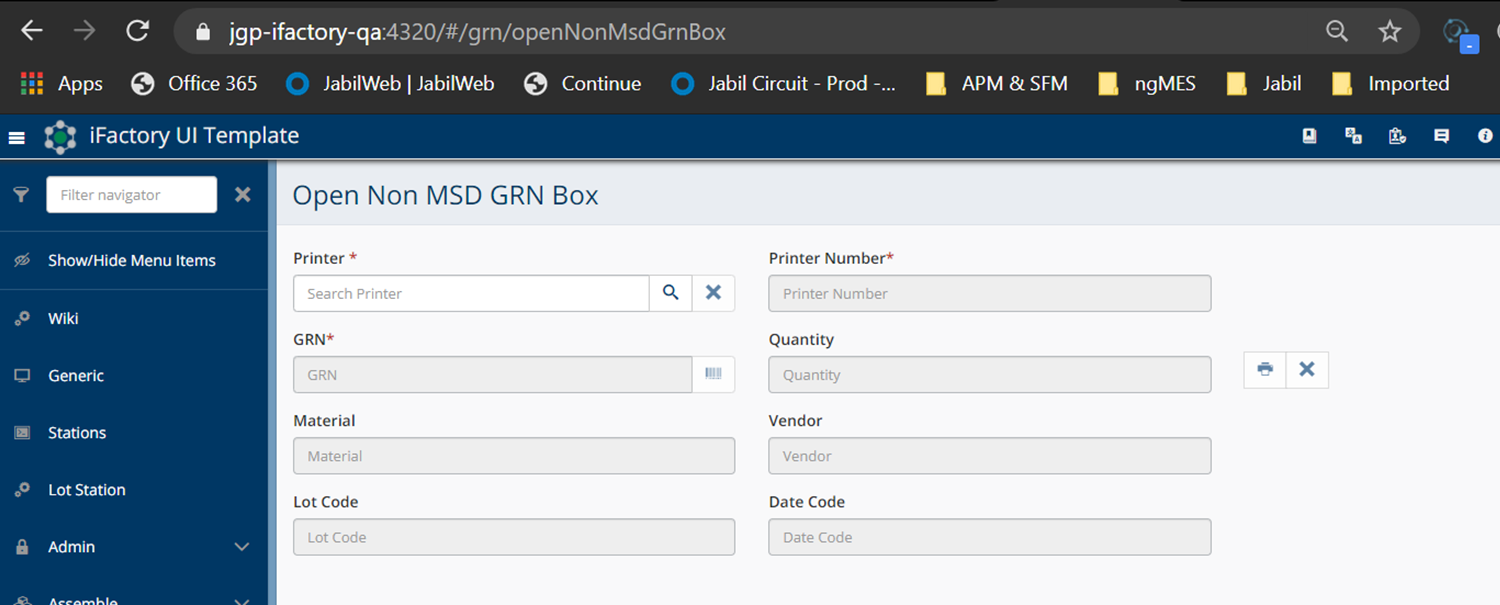 jgp-ifactory-qa:4320/#/grn/openNonMsdGrnBox
Apps Office 365 JabilWeb | JabilWeb Continue Jabil Circuit - Prod -... APM & SFM ngMES Jabil Imported
iFactory UI Template
Filter navigator
Show/Hide Menu Items
Wiki
Generic
Stations
Lot Station
Admin
Assemble
Open Non MSD GRN Box
Printer * Printer Number*
Search Printer Printer Number
GRN* Quantity
GRN Quantity
Material Vendor
Material Vendor
Lot Code Date Code
Lot Code Date Code